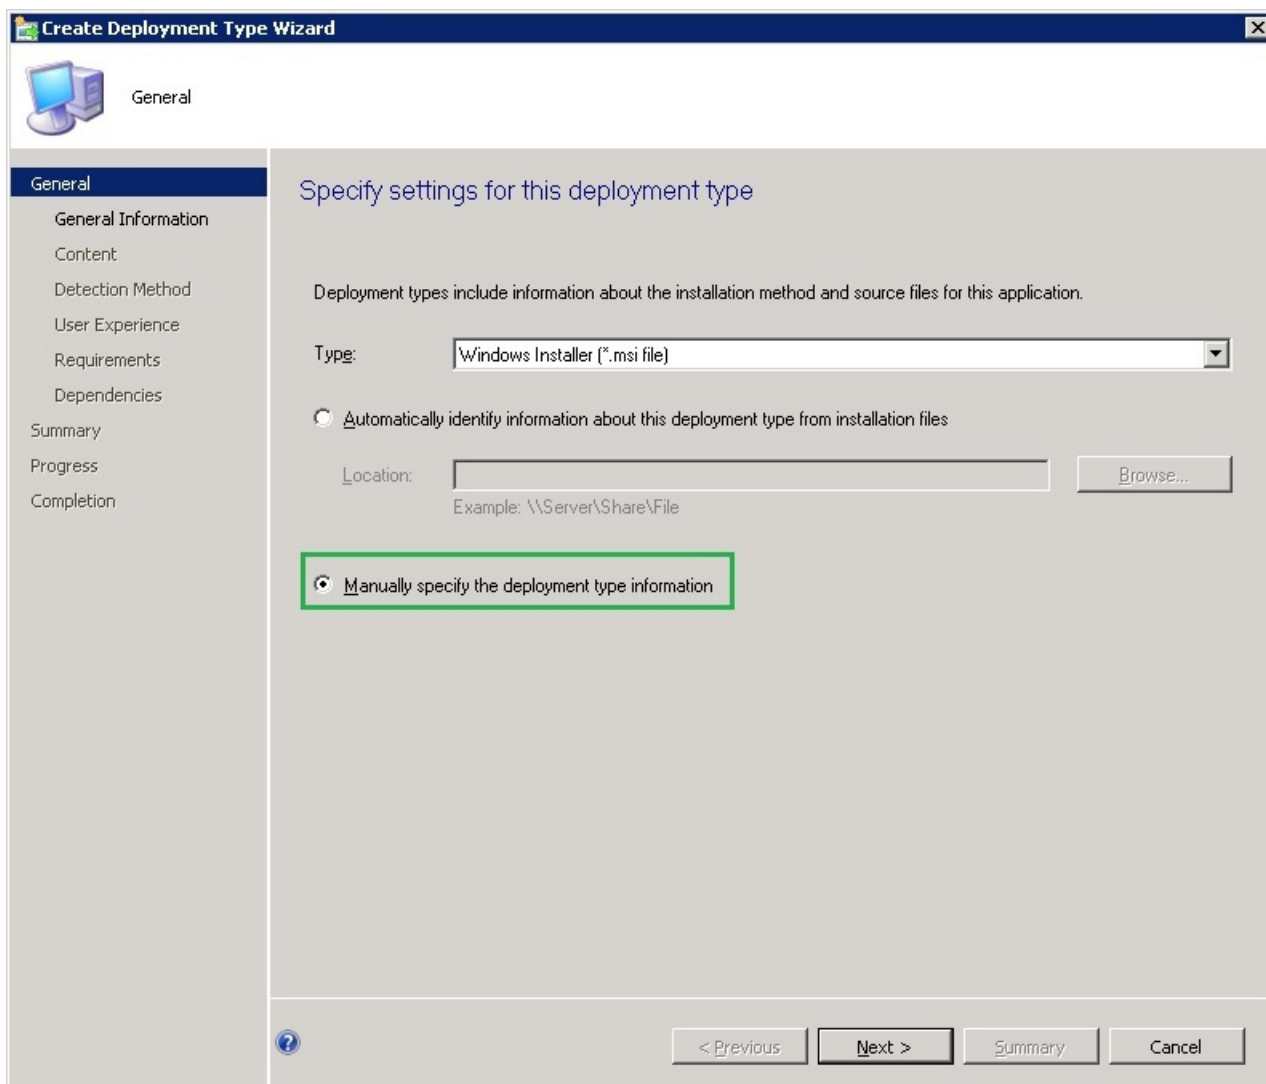 Create Deployment Type Wizard
General
General
General Information
Content
Detection Method
User Experience
Requirements
Dependencies
Summary
Progress
Completion
Specify settings for this deployment type
Deployment types include information about the installation method and source files for this application.
Type: Windows Installer (*.msi file)
Automatically identify information about this deployment type from installation files
Location: Browse...
Example: \\Server\Share\File
Manually specify the deployment type information
< Previous Next > Summary Cancel